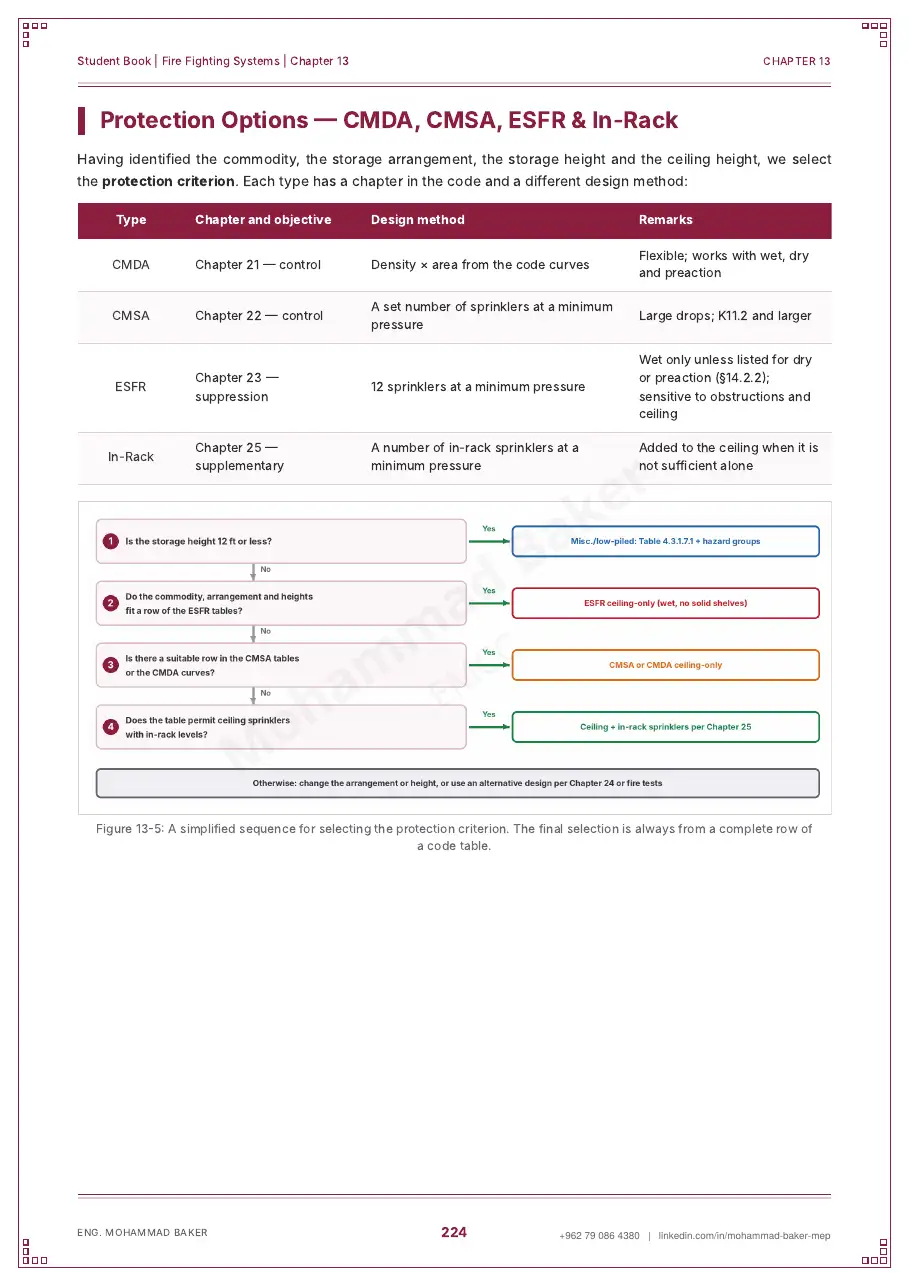 Student Book | Fire Fighting Systems | Chapter 13
CHAPTER 13
Protection Options — CMDA, CMSA, ESFR & In-Rack
Having identified the commodity, the storage arrangement, the storage height and the ceiling height, we select
the protection criterion. Each type has a chapter in the code and a different design method:
Type
Chapter and objective
Design method
Remarks
CMDA
Chapter 21 — control
Density × area from the code curves
Flexible; works with wet, dry
and preaction
CMSA
Chapter 22 — control
A set number of sprinklers at a minimum
pressure
Large drops; K11.2 and larger
ESFR
Chapter 23 —
suppression
12 sprinklers at a minimum pressure
Wet only unless listed for dry
or preaction (§14.2.2);
sensitive to obstructions and
ceiling
In-Rack
Chapter 25 —
supplementary
A number of in-rack sprinklers at a
minimum pressure
Added to the ceiling when it is
not sufficient alone
1 Is the storage height 12 ft or less?
Yes
Misc./low-piled: Table 4.3.1.7.1 + hazard groups
No
2 Do the commodity, arrangement and heights
fit a row of the ESFR tables?
Yes
ESFR ceiling-only (wet, no solid shelves)
No
3 Is there a suitable row in the CMSA tables
or the CMDA curves?
Yes
CMSA or CMDA ceiling-only
No
4 Does the table permit ceiling sprinklers
with in-rack levels?
Yes
Ceiling + in-rack sprinklers per Chapter 25
Otherwise: change the arrangement or height, or use an alternative design per Chapter 24 or fire tests
Mohammad Baker
Figure 13-5: A simplified sequence for selecting the protection criterion. The final selection is always from a complete row of
a code table.
ENG. MOHAMMAD BAKER
224
+962 79 086 4380 | linkedin.com/in/mohammad-baker-mep